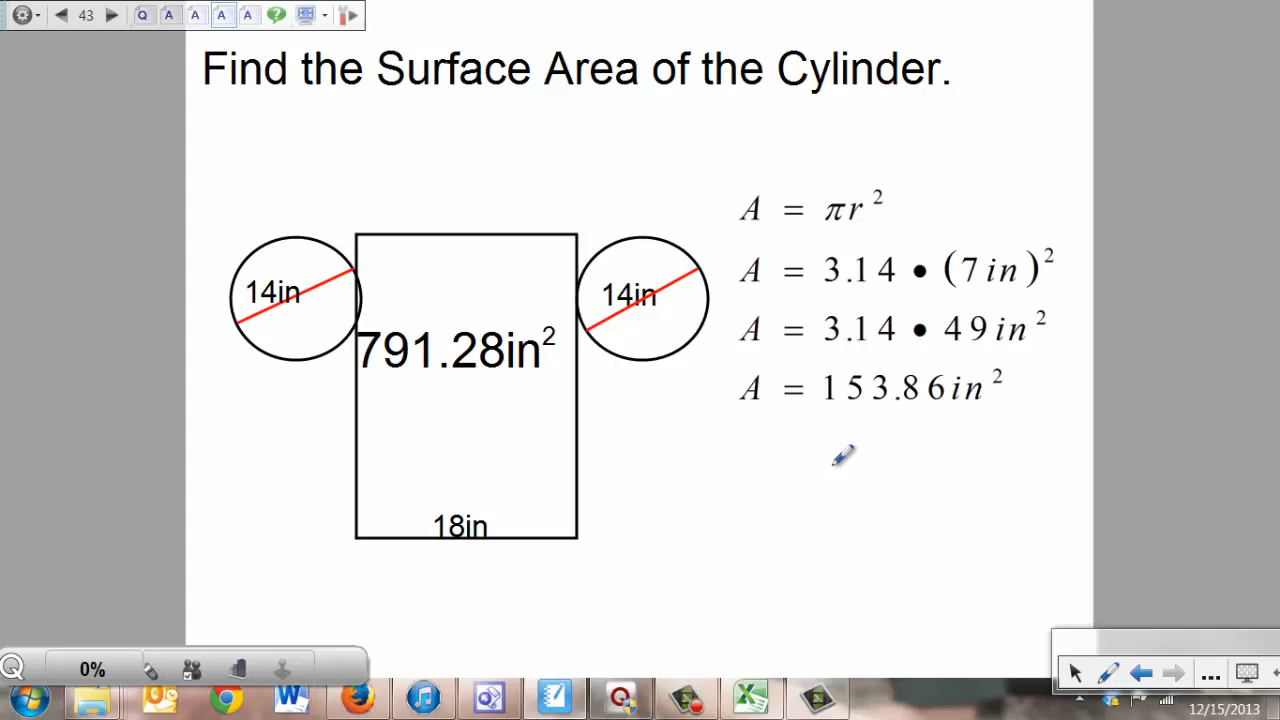 43
Q A A A A ?
Find the Surface Area of the Cylinder.
14in
14in
791.28in²
18in
A = πr²
A = 3.14 • (7in)²
A = 3.14 • 49in²
A = 153.86in²
0%
12/15/2013